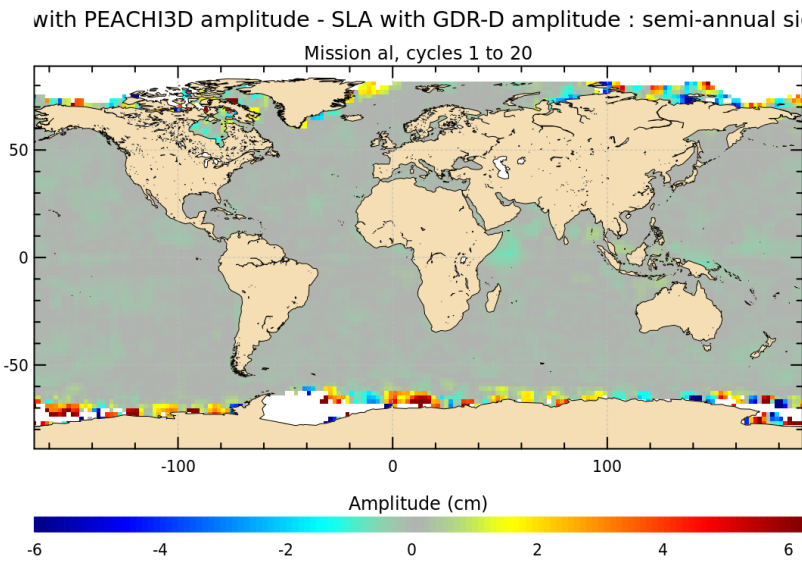 with PEACHI3D amplitude - SLA with GDR-D amplitude : semi-annual
Mission al, cycles 1 to 20
50
0
-50
-100 0 100
Amplitude (cm)
-6 -4 -2 0 2 4 6